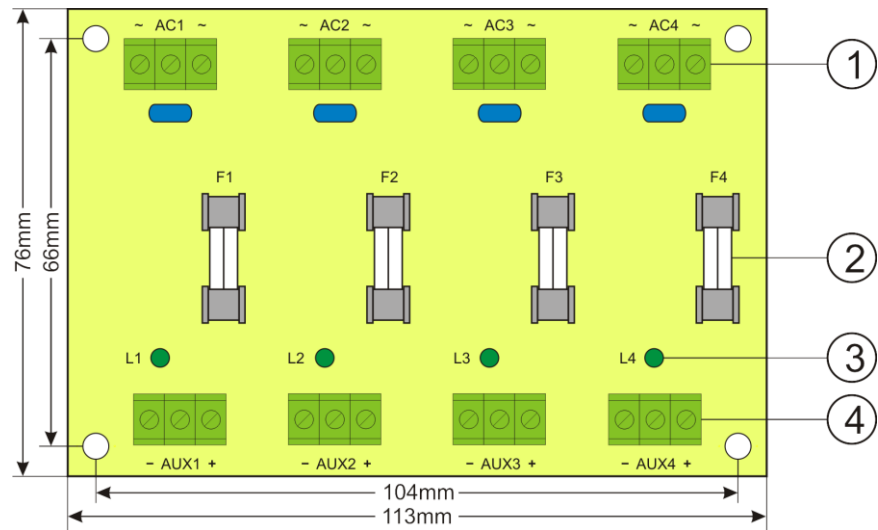 ~ AC1 ~ ~ AC2 ~ ~ AC3 ~ ~ AC4 ~
1
F1 F2 F3 F4
76mm
66mm
2
L1 L2 L3 L4
3
4
- AUX1 + - AUX2 + - AUX3 + - AUX4 +
104mm
113mm